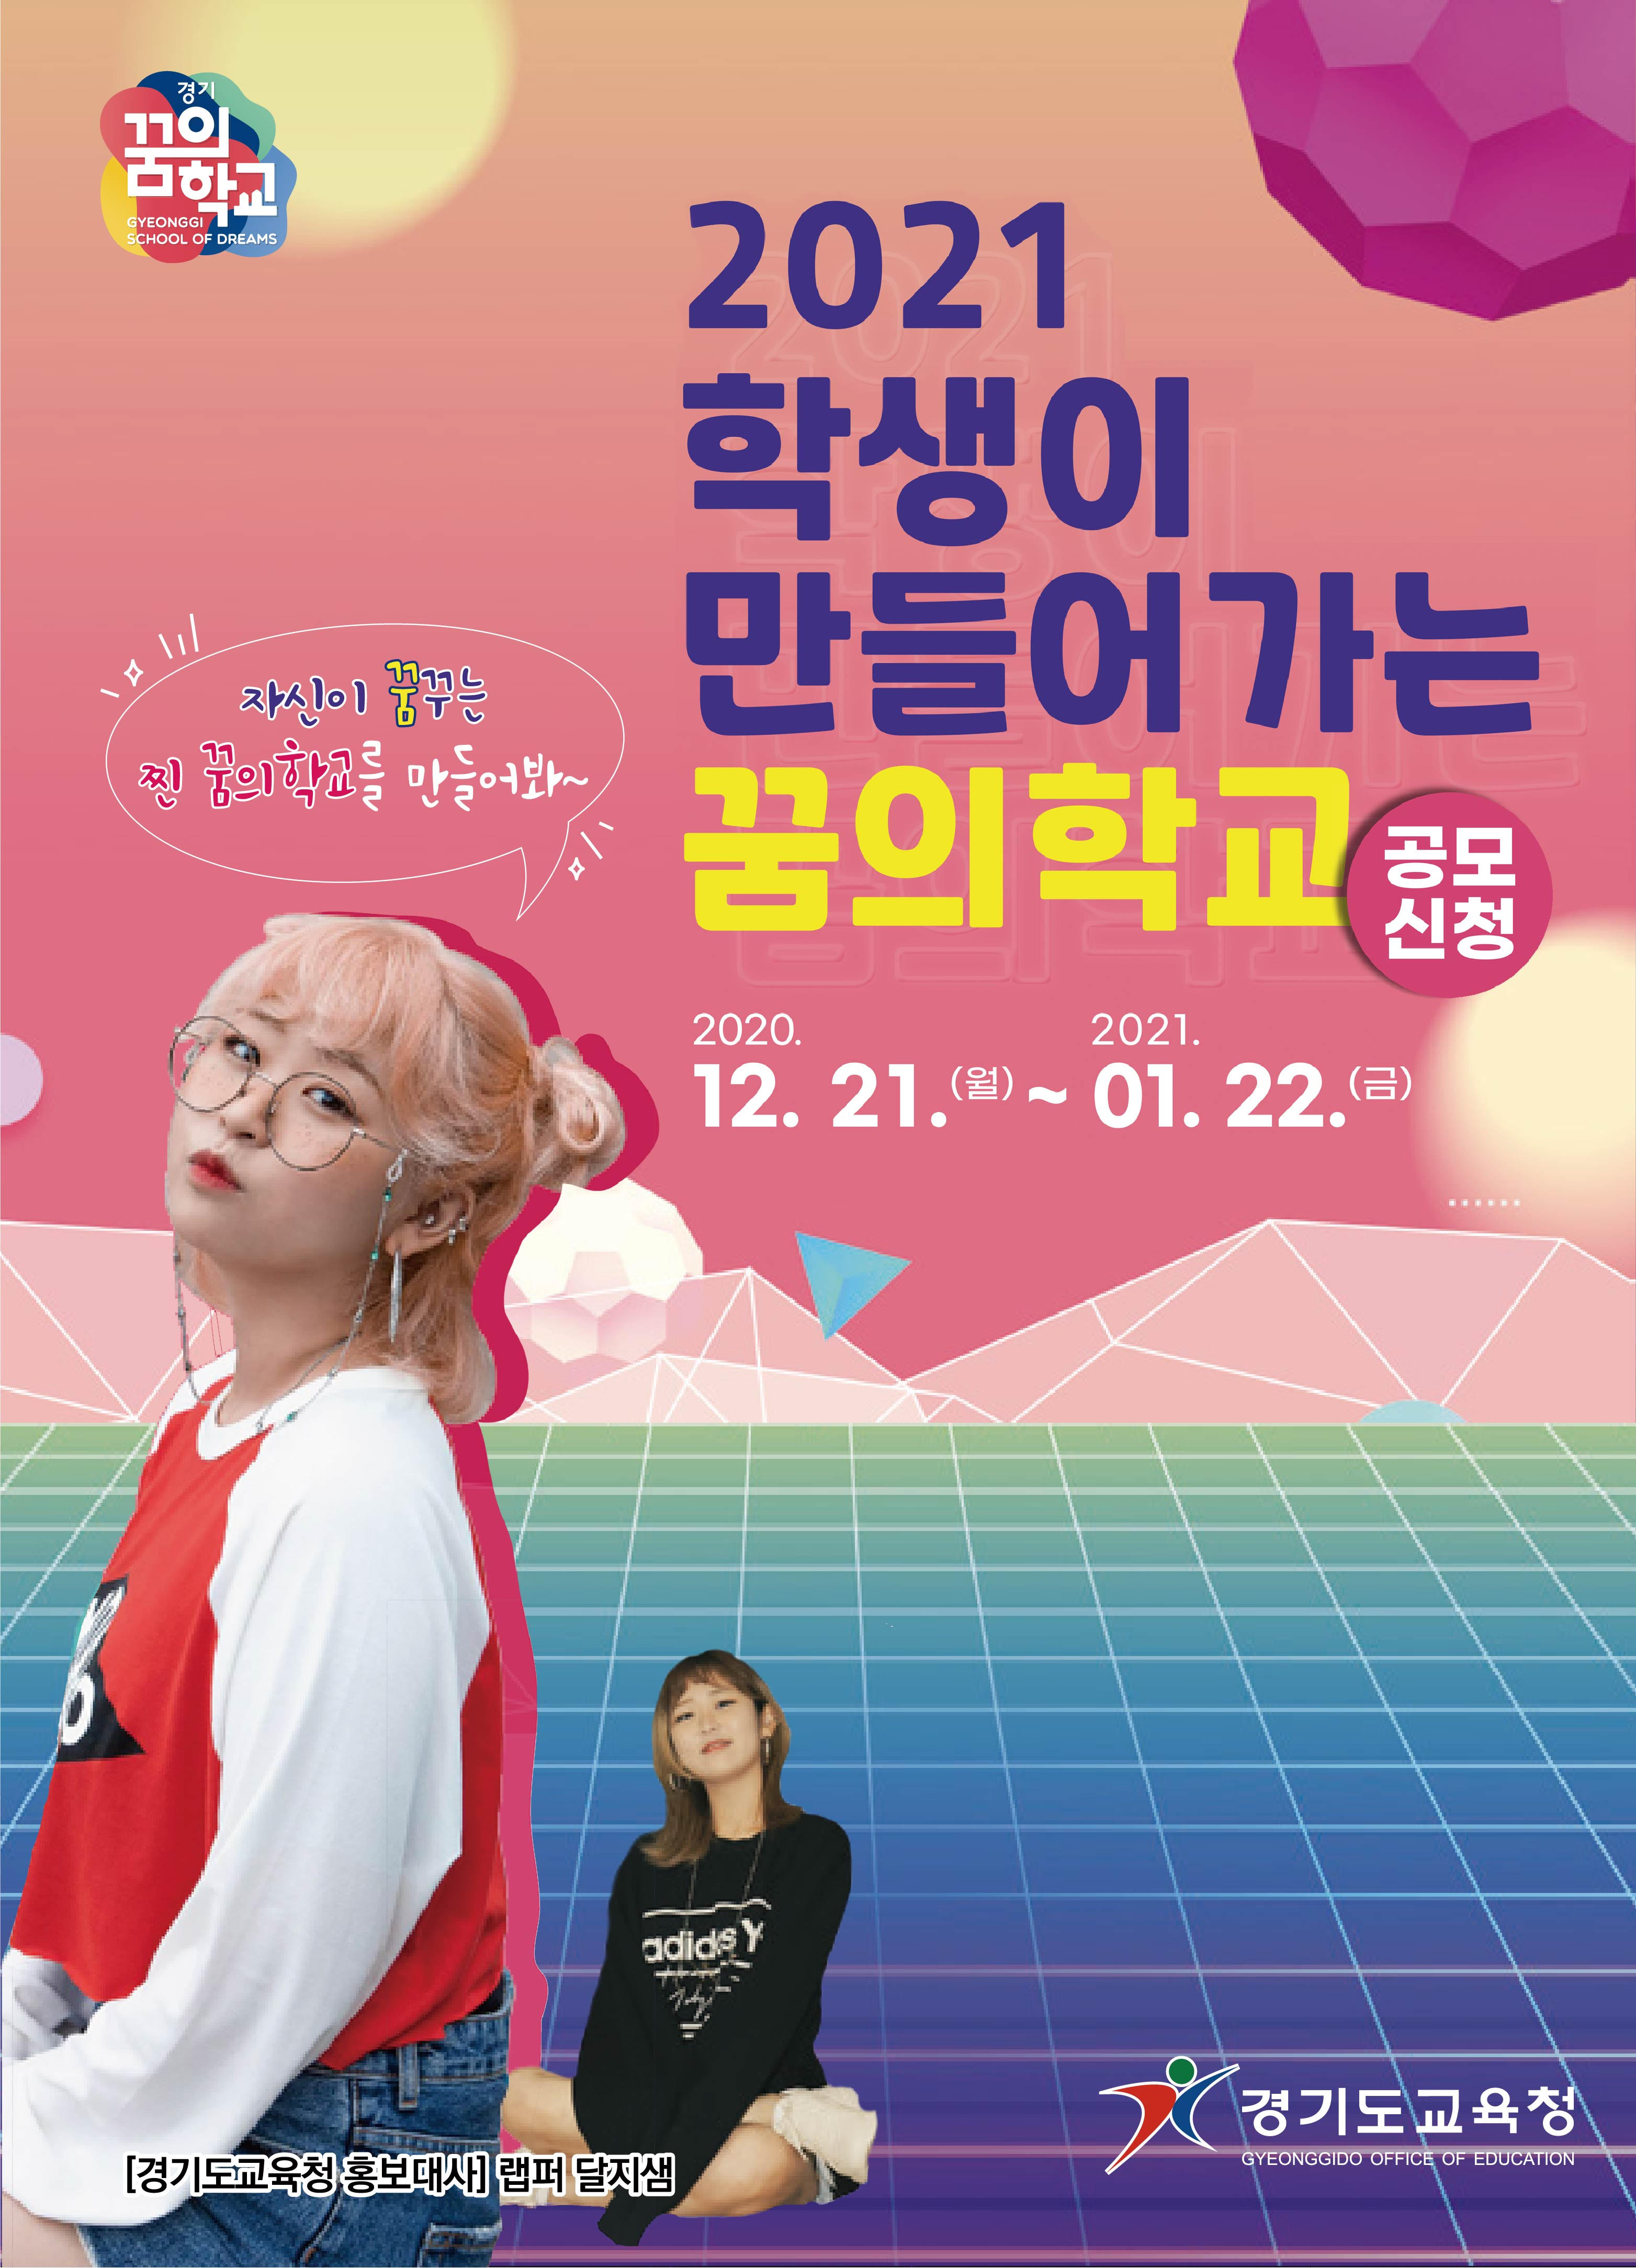 경기
꿈의
학교
GYEONGGI
SCHOOL OF DREAMS
2021
학생이
만들어 가는
꿈의학교
공모
신청
2020.
12. 21.(월) ~
2021.
01. 22.(금)
자신이 꿈꾸는
찐 꿈의학교를 만들어봐~
adidas
[경기도교육청 홍보대사] 랩퍼 달지샘
경기도교육청
GYEONGGIDO OFFICE OF EDUCATION